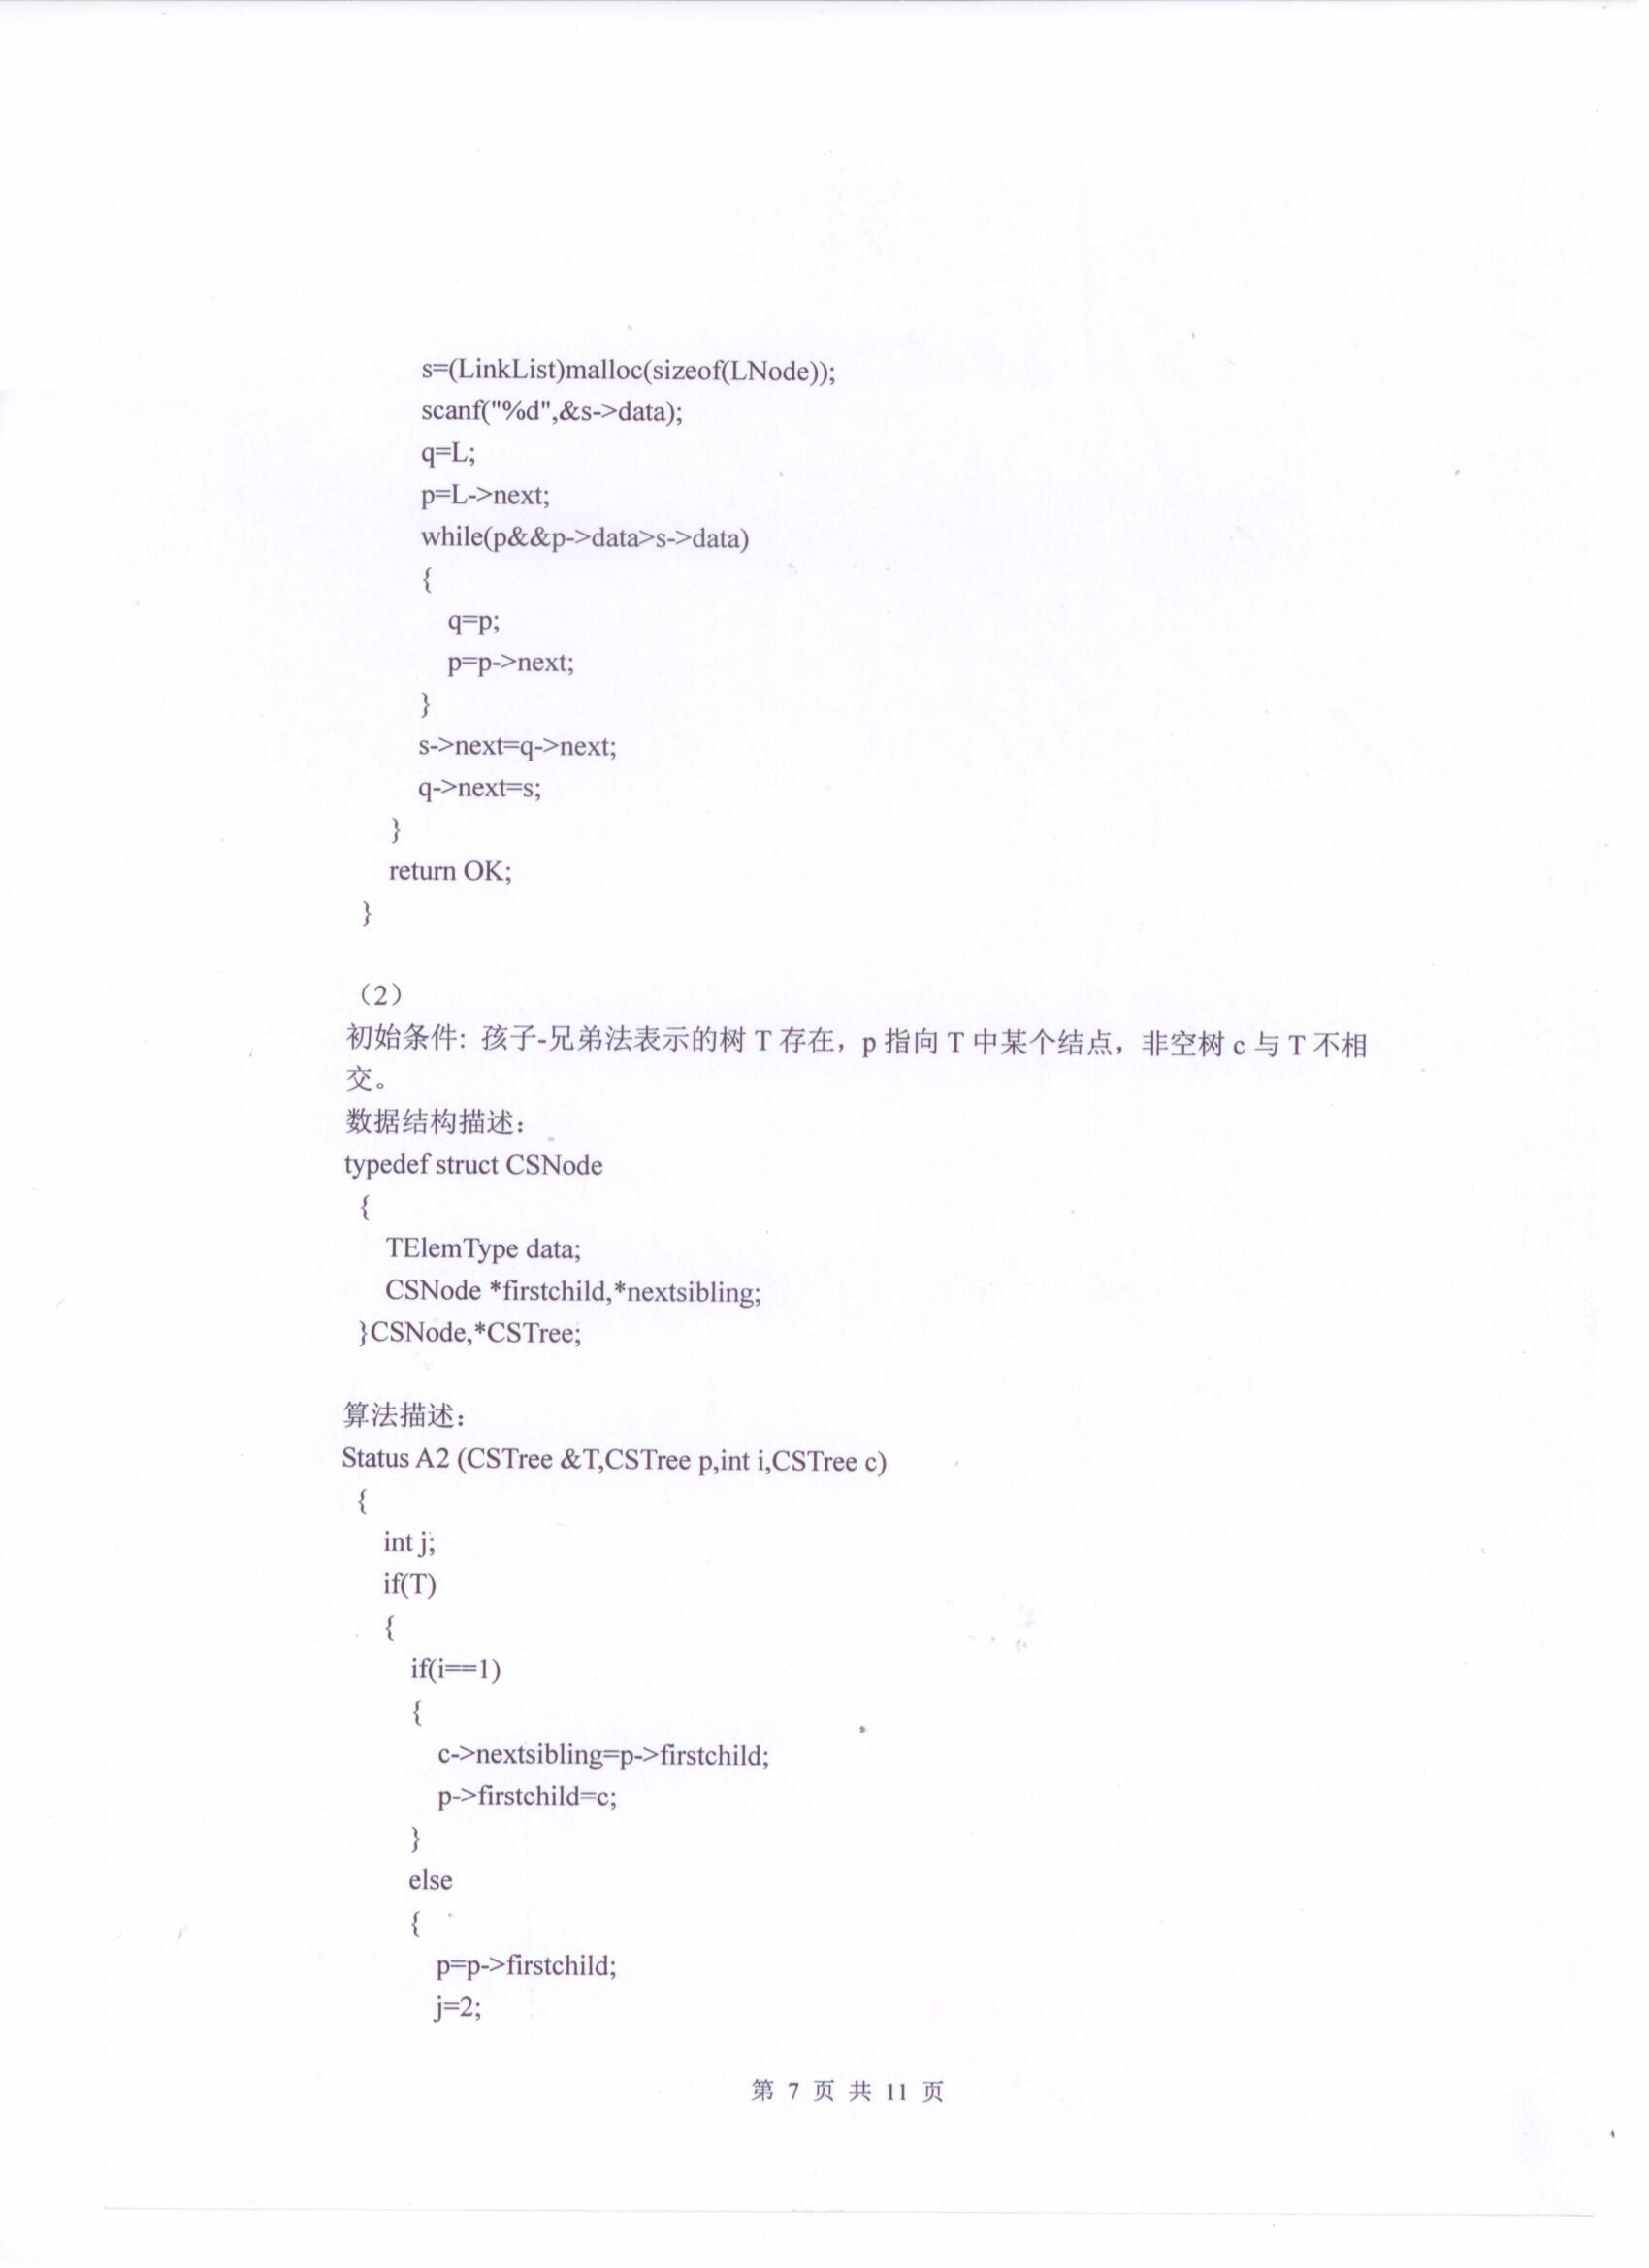 s=(LinkList)malloc(sizeof(LNode));
scanf("%d",&s->data);
q=L;
p=L->next;
while(p&&p->data>s->data)
{
q=p;
p=p->next;
}
s->next=q->next;
q->next=s;
}
return OK;
}
（2）
初始条件：孩子-兄弟法表示的树 T 存在，p 指向 T 中某个结点，非空树 c 与 T 不相
交。
数据结构描述：
typedef struct CSNode
{
TElemType data;
CSNode *firstchild,*nextsibling;
}CSNode,*CSTree;
算法描述：
Status A2 (CSTree &T,CSTree p,int i,CSTree c)
{
int j;
if(T)
{
if(i==1)
{
c->nextsibling=p->firstchild;
p->firstchild=c;
}
else
{
p=p->firstchild;
j=2;
第 7 页 共 11 页